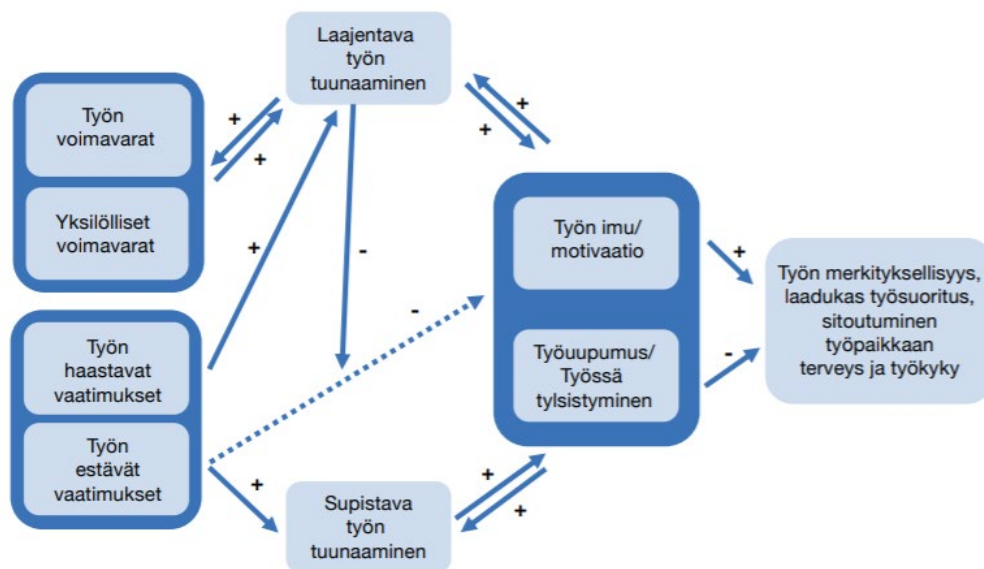 Laajentava
työn
tuunaaminen
Työn
voimavarat
Yksilölliset
voimavarat
+
+
+
+
+
-
-
Työn imu/
motivaatio
Työuupumus/
Työssä
tylsistyminen
+
-
Työn merkityksellisyys,
laadukas työsuoritus,
sitoutuminen
työpaikkaan
terveys ja työkyky
Työn
haastavat
vaatimukset
Työn
estävät
vaatimukset
+
+
+
Supistava
työn
tuunaaminen